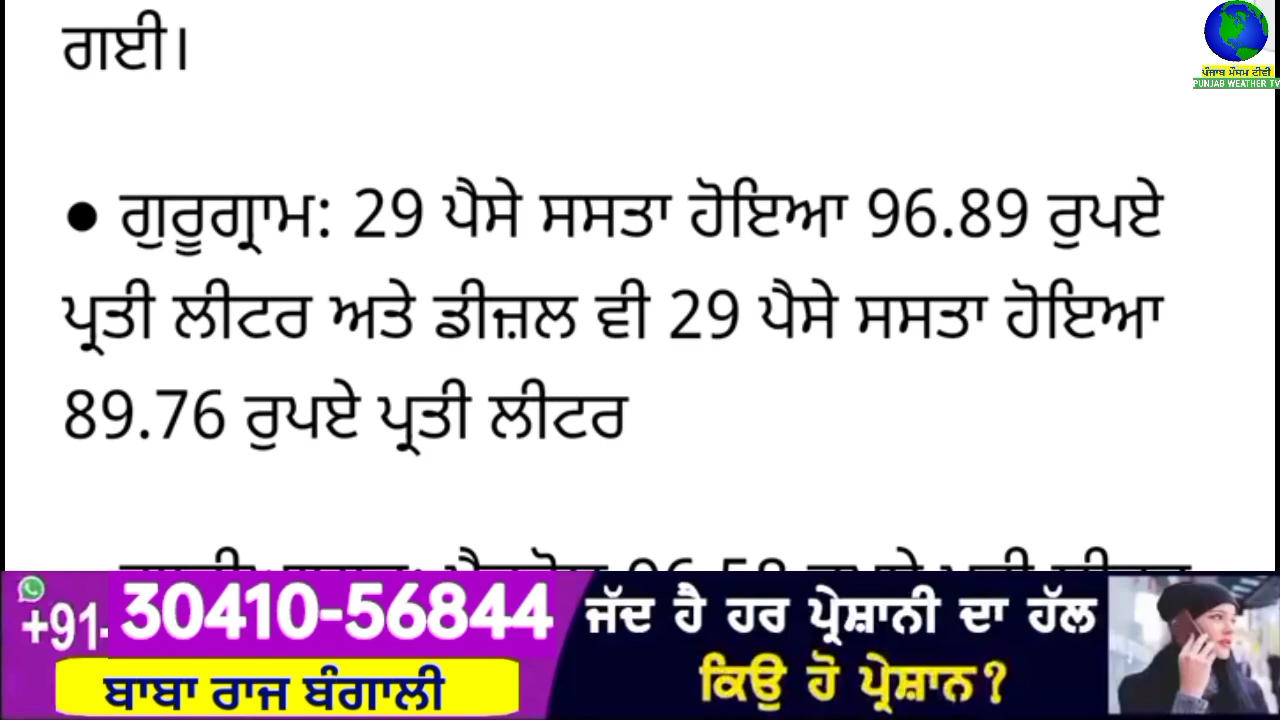 ਗਈ।
ਪੰਜਾਬ ਮੌਸਮ ਟੀਵੀ
PUNJAB WEATHER TV
● ਗੁਰੂਗ੍ਰਾਮ: 29 ਪੈਸੇ ਸਸਤਾ ਹੋਇਆ 96.89 ਰੁਪਏ
ਪ੍ਰਤੀ ਲੀਟਰ ਅਤੇ ਡੀਜ਼ਲ ਵੀ 29 ਪੈਸੇ ਸਸਤਾ ਹੋਇਆ
89.76 ਰੁਪਏ ਪ੍ਰਤੀ ਲੀਟਰ
+91- 30410-56844
ਬਾਬਾ ਰਾਜ ਬੰਗਾਲੀ
ਜੱਦ ਹੈ ਹਰ ਪ੍ਰੇਸ਼ਾਨੀ ਦਾ ਹੱਲ
ਕਿਉ ਹੋ ਪ੍ਰੇਸ਼ਾਨ?